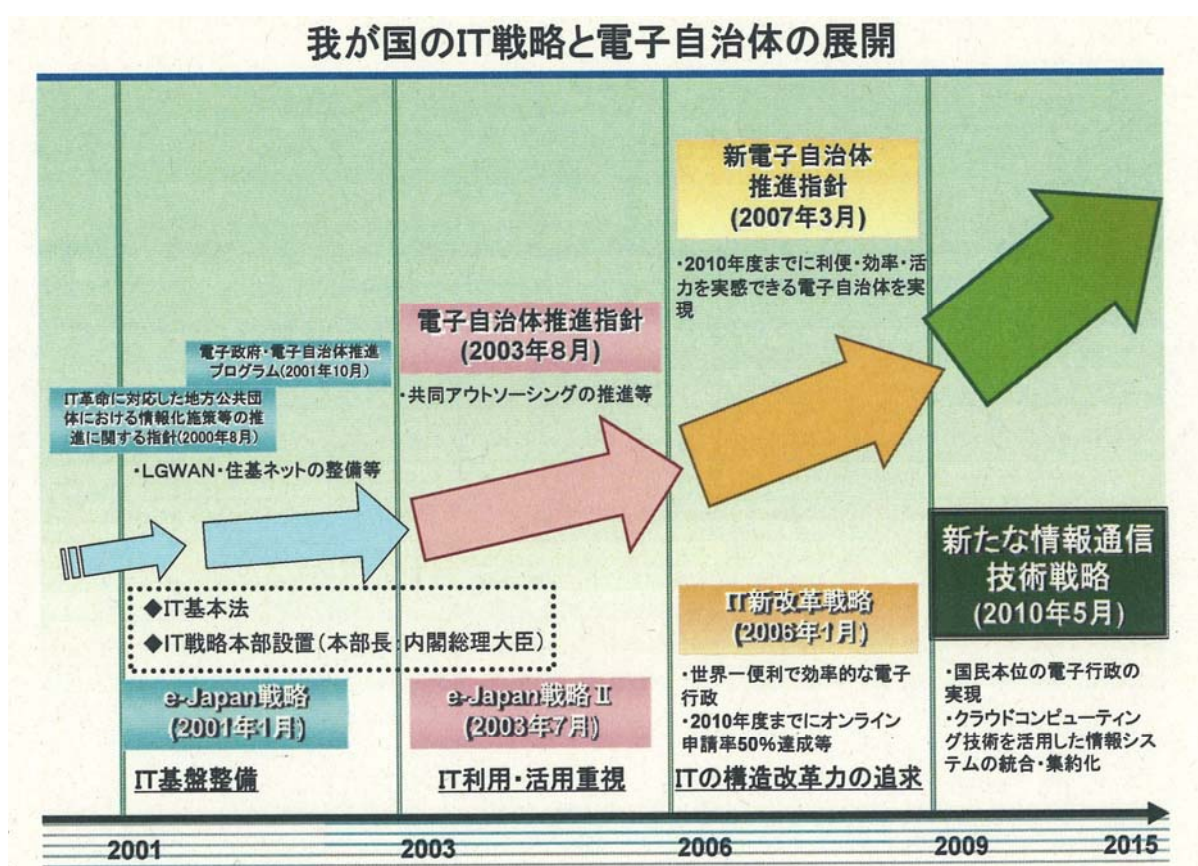 我が国のIT戦略と電子自治体の展開
新電子自治体
推進指針
(2007年3月)
・2010年度までに利便・効率・活
力を実感できる電子自治体を実
現
電子自治体推進指針
(2003年8月)
・共同アウトソーシングの推進等
電子政府・電子自治体推進
プログラム(2001年10月)
IT革命に対応した地方公共団
体における情報化施策等の推
進に関する指針(2000年8月)
・LGWAN・住基ネットの整備等
◆IT基本法
◆IT戦略本部設置(本部長:内閣総理大臣)
e-Japan戦略
(2001年1月)
IT基盤整備
e-Japan戦略Ⅱ
(2003年7月)
IT利用・活用重視
IT新改革戦略
(2006年1月)
・世界一便利で効率的な電子
行政
・2010年度までにオンライン
申請率50%達成等
ITの構造改革力の追求
新たな情報通信
技術戦略
(2010年5月)
・国民本位の電子行政の
実現
・クラウドコンピューティン
グ技術を活用した情報シス
テムの統合・集約化
2001
2003
2006
2009
2015